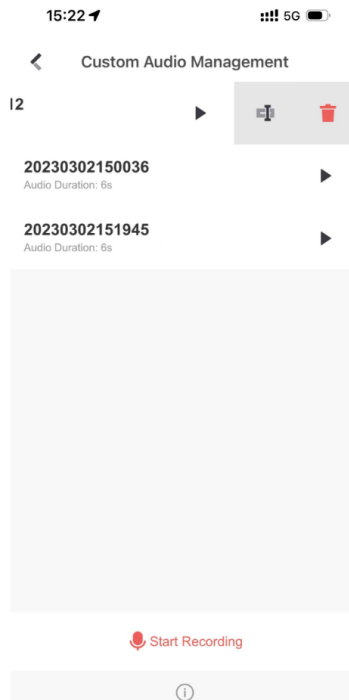 15:22
5G
Custom Audio Management
12
20230302150036
Audio Duration: 6s
20230302151945
Audio Duration: 6s
Start Recording